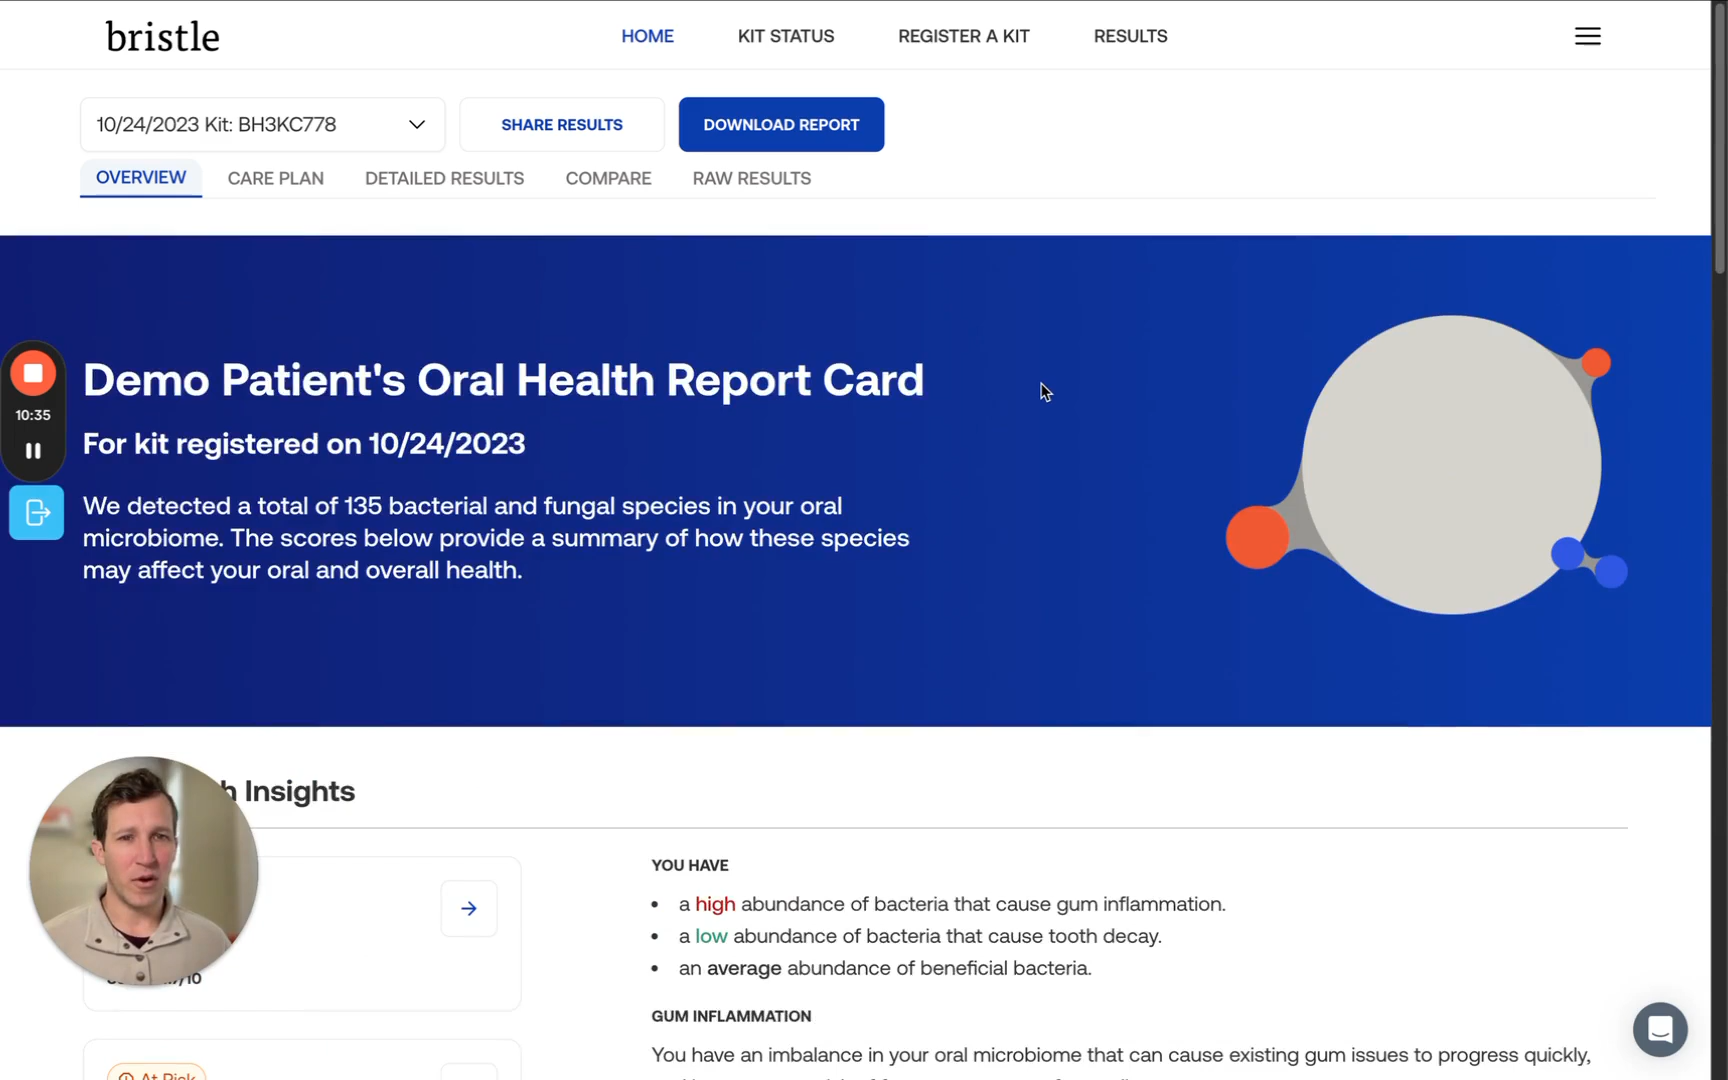 bristle
HOME
KIT STATUS
REGISTER A KIT
RESULTS
10/24/2023 Kit: BH3KC778
SHARE RESULTS
DOWNLOAD REPORT
OVERVIEW
CARE PLAN
DETAILED RESULTS
COMPARE
RAW RESULTS
10:35
Demo Patient's Oral Health Report Card
For kit registered on 10/24/2023
We detected a total of 135 bacterial and fungal species in your oral
microbiome. The scores below provide a summary of how these species
may affect your oral and overall health.
Insights
YOU HAVE
• a high abundance of bacteria that cause gum inflammation.
• a low abundance of bacteria that cause tooth decay.
• an average abundance of beneficial bacteria.
/10
GUM INFLAMMATION
You have an imbalance in your oral microbiome that can cause existing gum issues to progress quickly,
At Risk